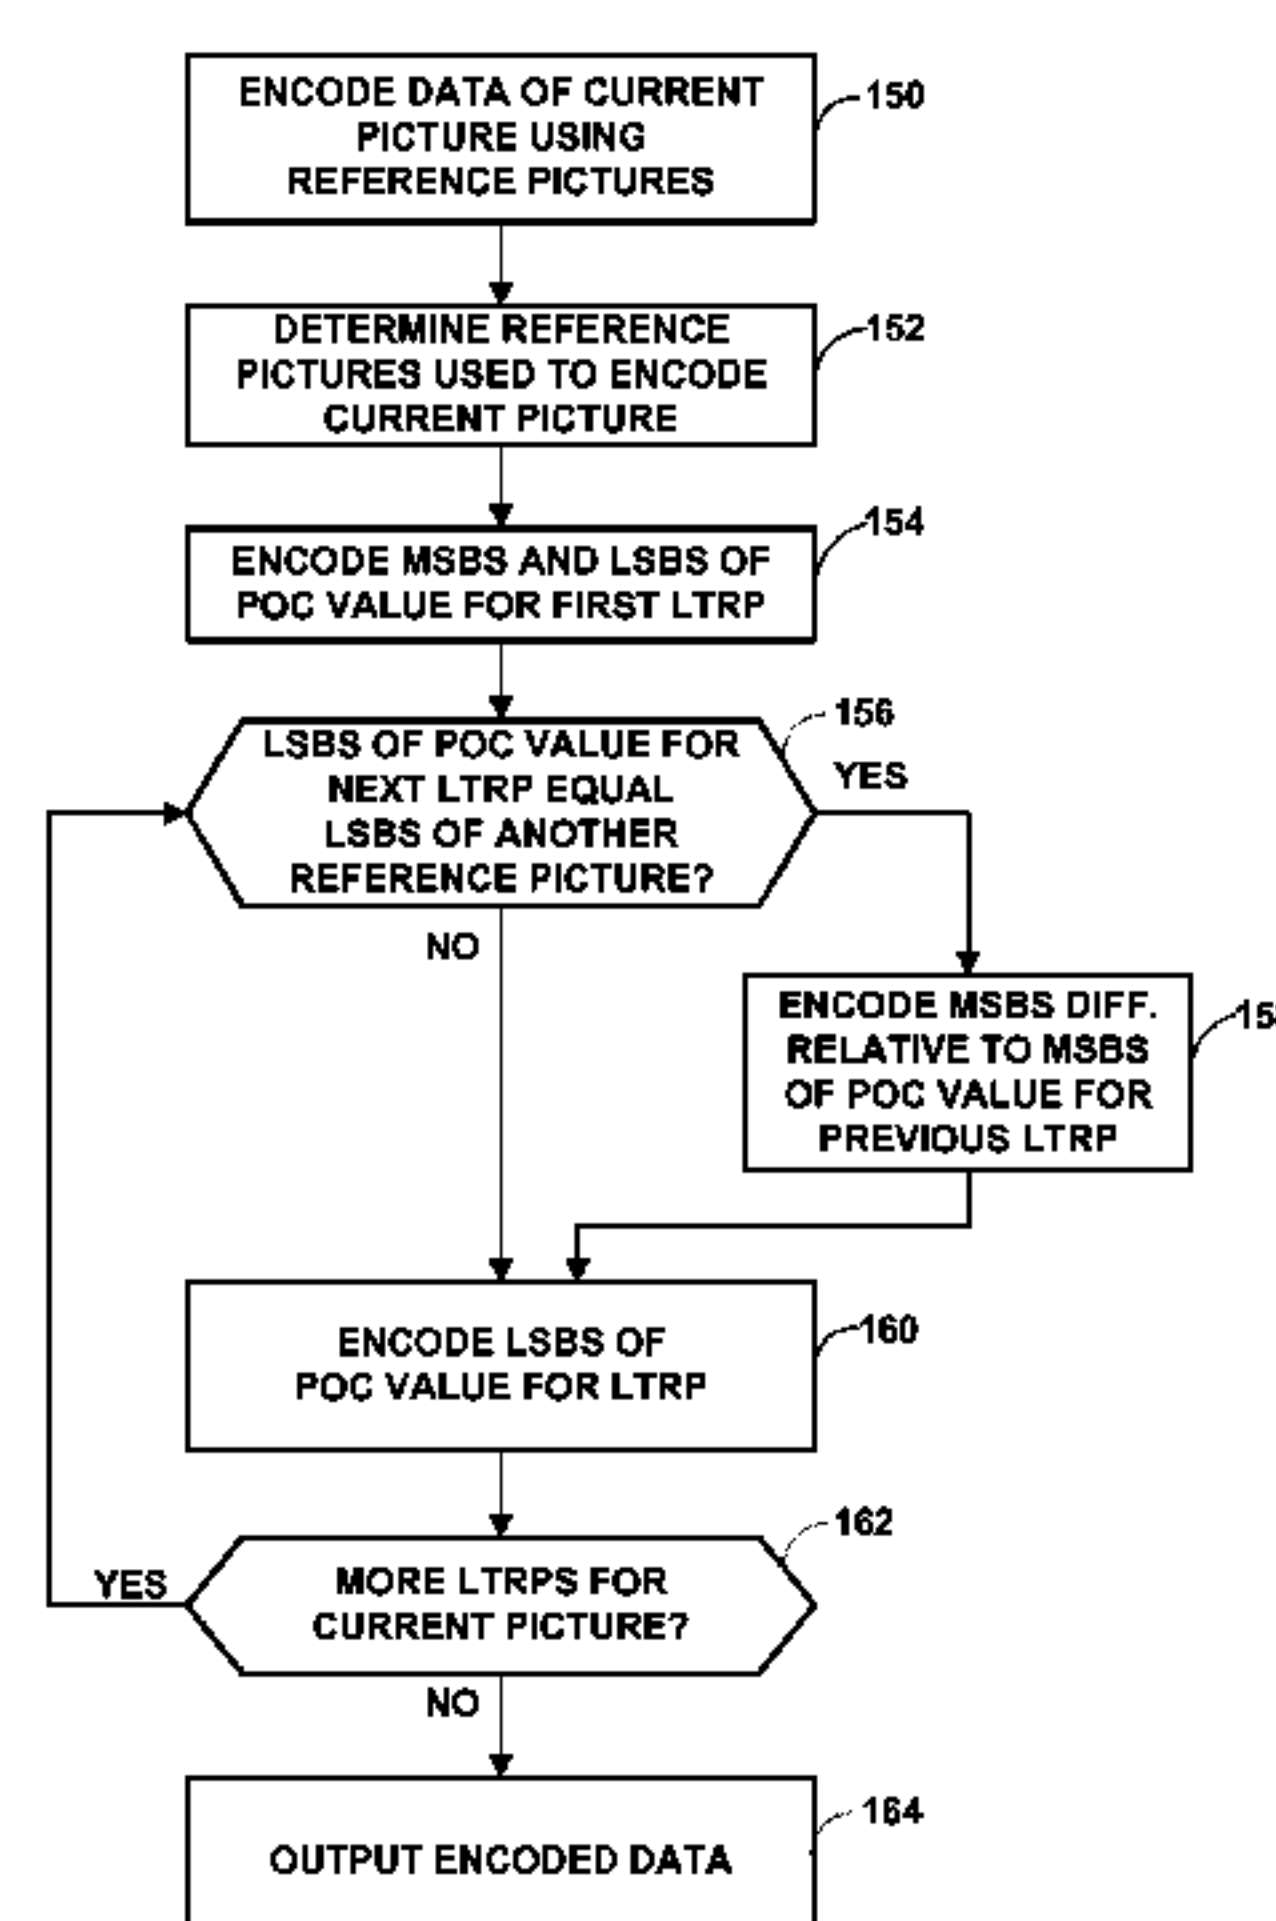 ENCODE DATA OF CURRENT
PICTURE USING
REFERENCE PICTURES
150
DETERMINE REFERENCE
PICTURES USED TO ENCODE
CURRENT PICTURE
152
ENCODE MSBS AND LSBS OF
POC VALUE FOR FIRST LTRP
154
LSBS OF POC VALUE FOR
NEXT LTRP EQUAL
LSBS OF ANOTHER
REFERENCE PICTURE?
156
YES
NO
ENCODE MSBS DIFF.
RELATIVE TO MSBS
OF POC VALUE FOR
PREVIOUS LTRP
ENCODE LSBS OF
POC VALUE FOR LTRP
160
MORE LTRPS FOR
CURRENT PICTURE?
162
YES
NO
OUTPUT ENCODED DATA
164